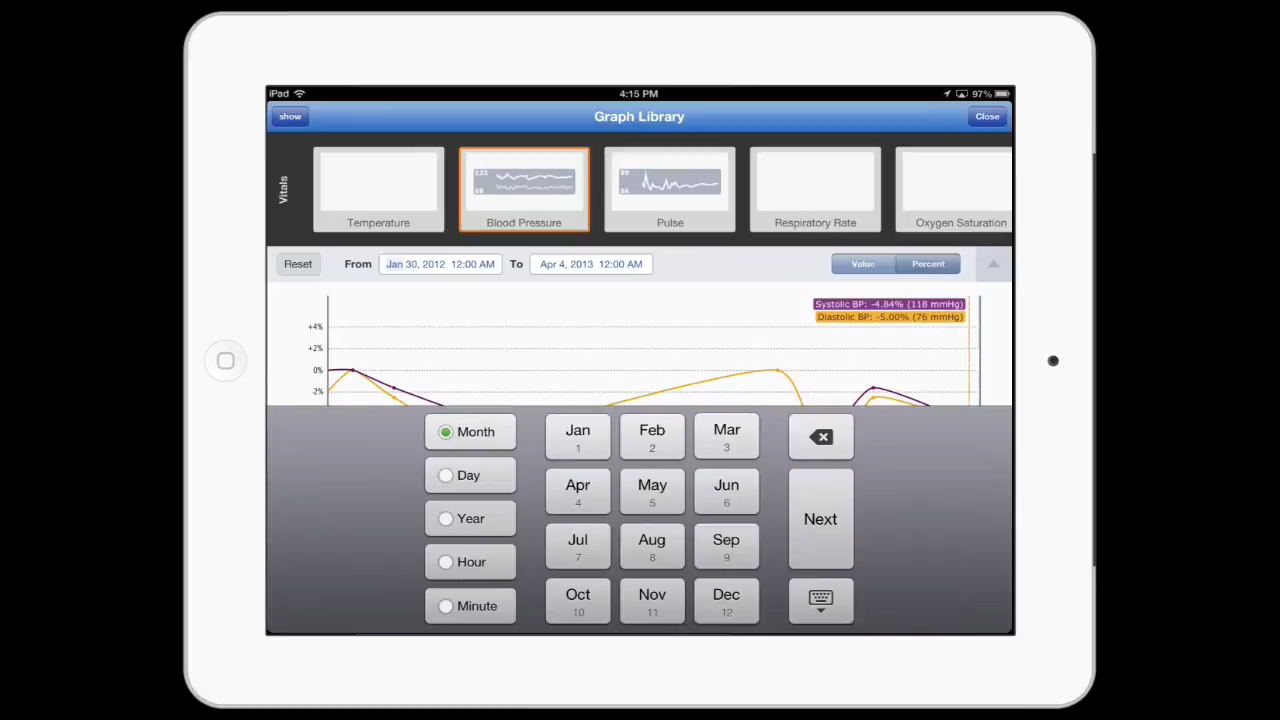 iPad 4:15 PM 97%
show Graph Library Close
Vitals
133
89
Temperature Blood Pressure Pulse Respiratory Rate Oxygen Saturation
Reset From Jan 30, 2012 12:00 AM To Apr 4, 2013 12:00 AM Value Percent
Systolic BP: -4.84% (118 mmHg)
Diastolic BP: -5.00% (76 mmHg)
+4%
+2%
0%
-2%
Month Jan Feb Mar
1 2 3
Day Apr May Jun
4 5 6
Year Next
Jul Aug Sep
7 8 9
Hour
Oct Nov Dec
10 11 12
Minute